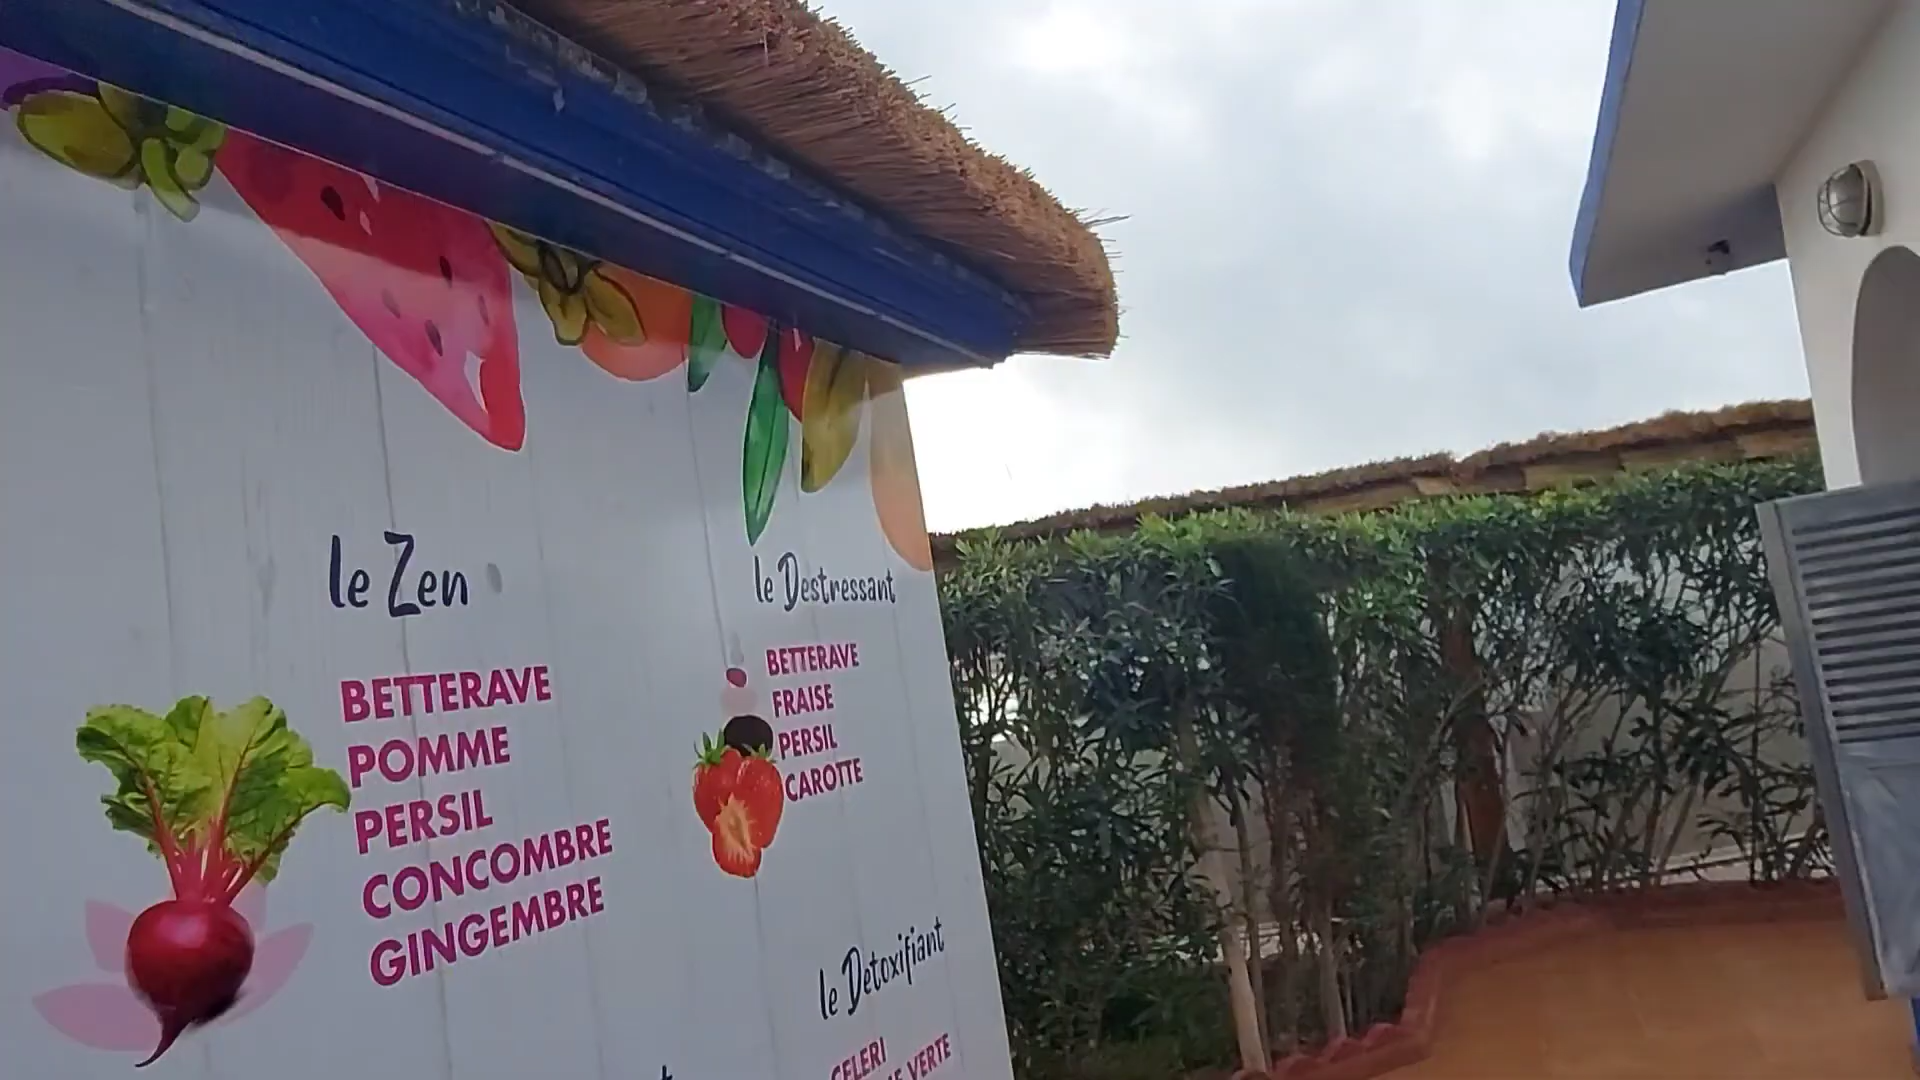 le Zen
BETTERAVE
POMME
PERSIL
CONCOMBRE
GINGEMBRE
le Destressant
BETTERAVE
FRAISE
PERSIL
CAROTTE
le Detoxifiant
CELERI
VERTE